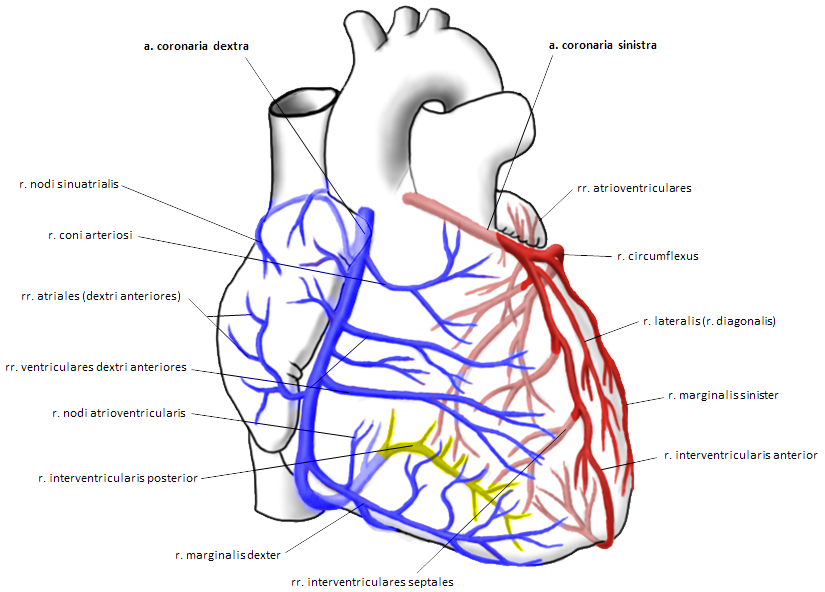 a. coronaria dextra
a. coronaria sinistra
r. nodi sinuatrialis
rr. atrioventriculares
r. coni arteriosi
r. circumflexus
rr. atriales (dextri anteriores)
r. lateralis (r. diagonalis)
rr. ventriculares dextri anteriores
r. marginalis sinister
r. nodi atrioventricularis
r. interventricularis anterior
r. interventricularis posterior
r. marginalis dexter
rr. interventriculares septales